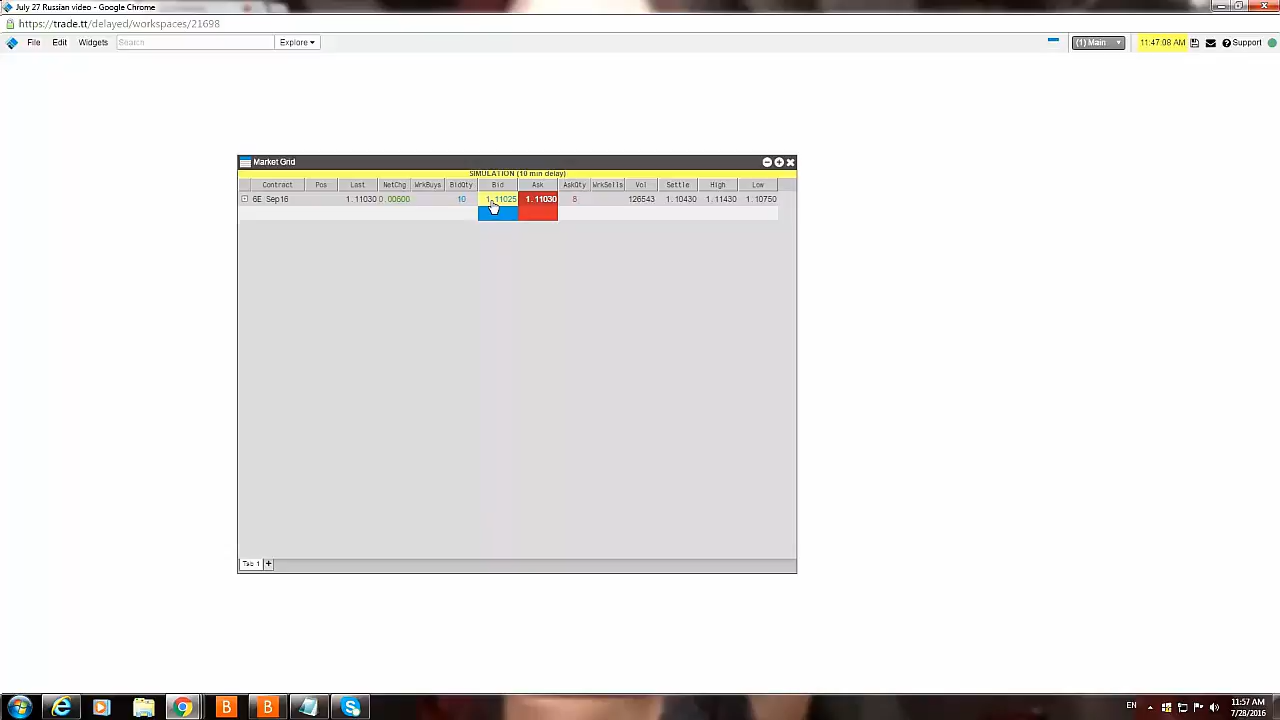 July 27 Russian video - Google Chrome
https://trade.tt/delayed/workspaces/21698
File Edit Widgets Search Explore (1) Main 11:47:08 AM Support
Market Grid
SIMULATION (10 min delay)
Contract Pos Last NetChg WrkBuys BidQty Bid Ask AskQty WrkSells Vol Settle High Low
6E Sep16 1.11030 0.00600 10 1.11025 1.11030 8 126543 1.10430 1.11430 1.10750
Tab 1 +
EN 11:57 AM
7/28/2016